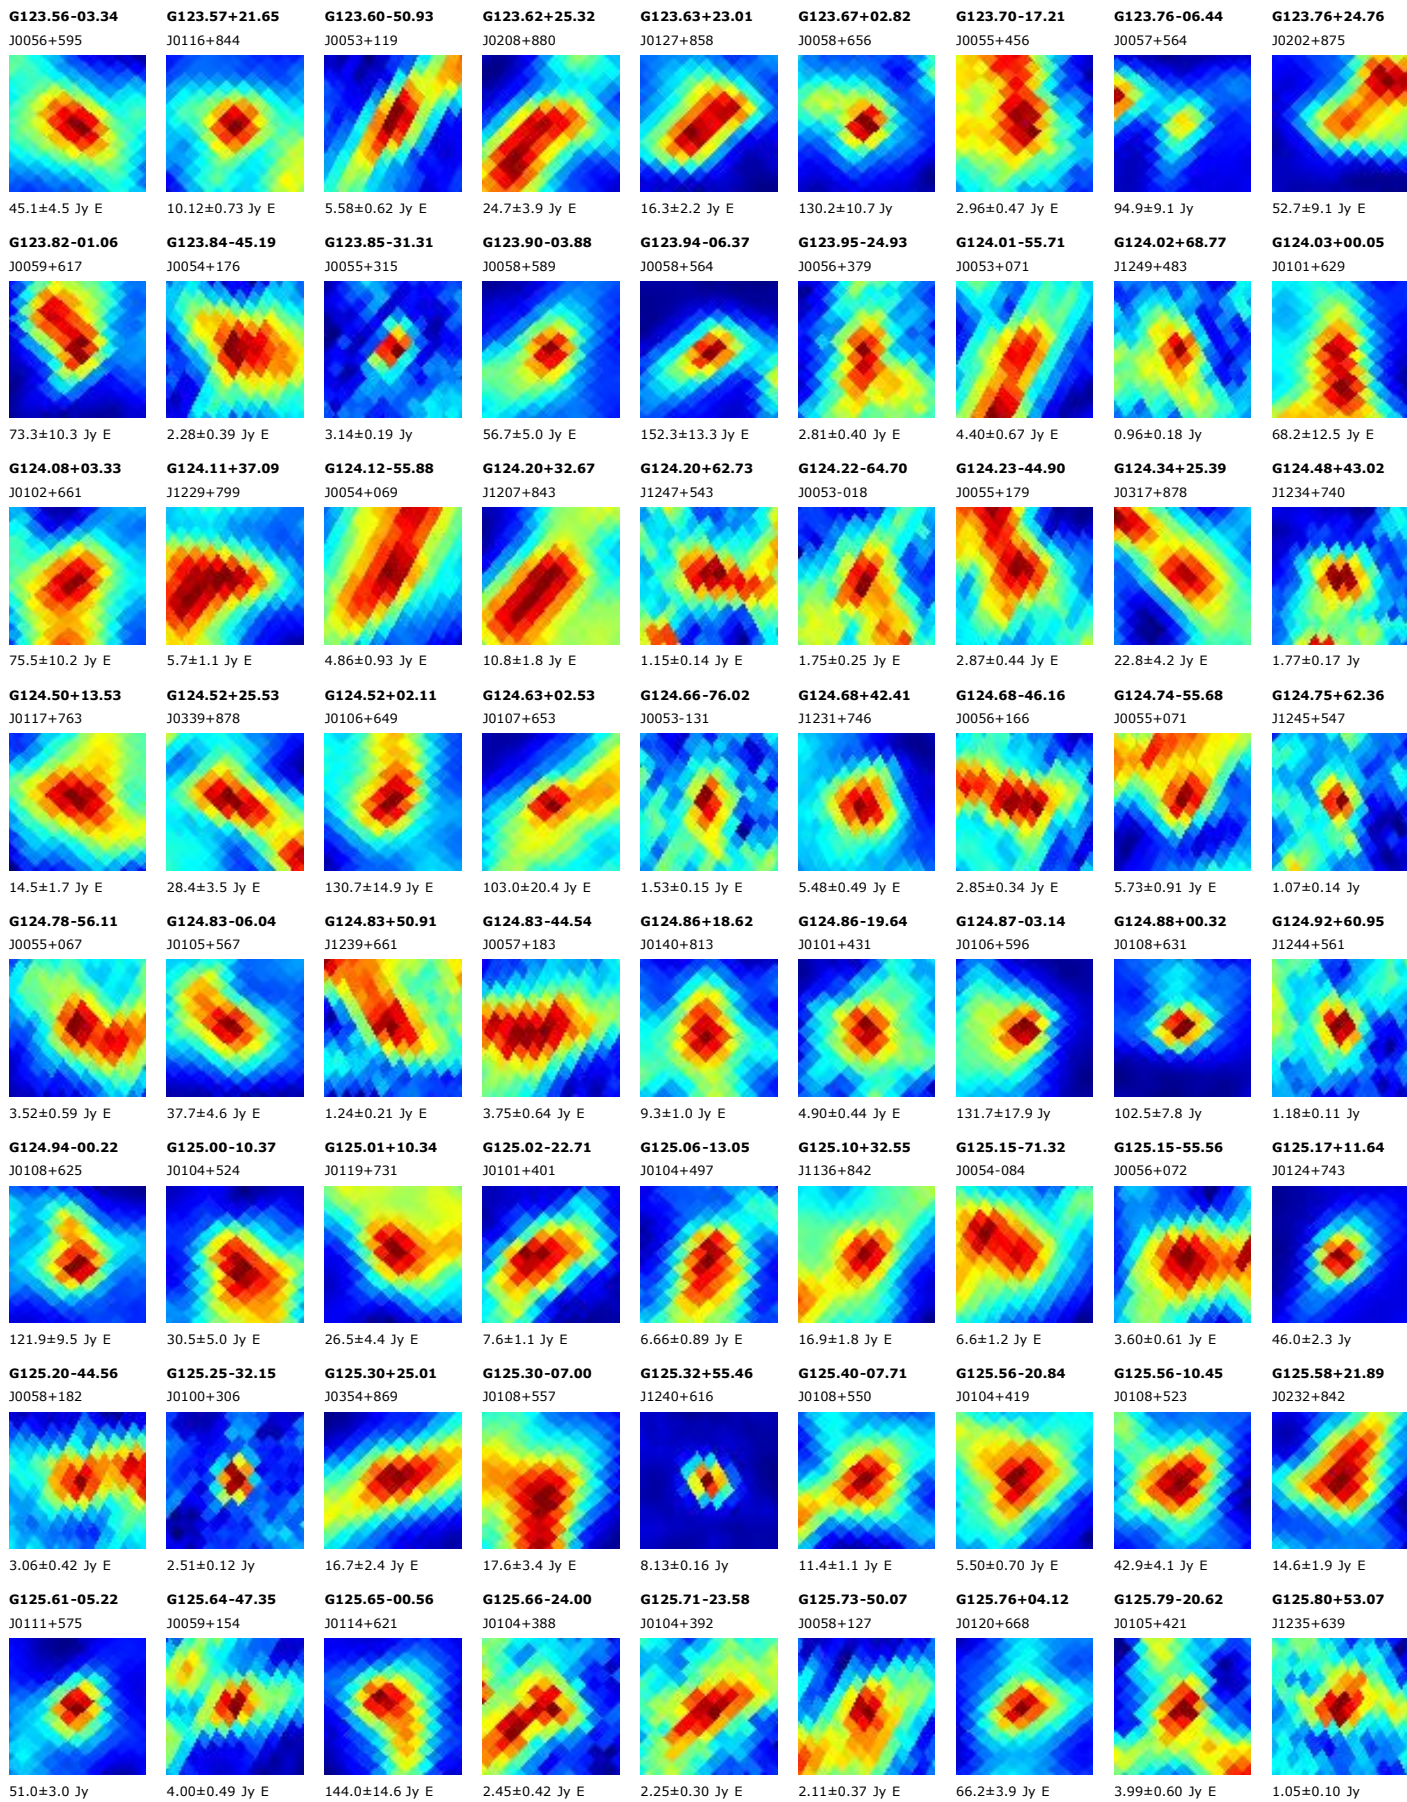 G123.56-03.34 G123.57+21.65 G123.60-50.93 G123.62+25.32 G123.63+23.01 G123.67+02.82 G123.70-17.21 G123.76-06.44 G123.76+24.76
J0056+595 J0116+844 J0053+119 J0208+880 J0127+858 J0058+656 J0055+456 J0057+564 J0202+875
45.1±4.5 Jy E 10.12±0.73 Jy E 5.58±0.62 Jy E 24.7±3.9 Jy E 16.3±2.2 Jy E 130.2±10.7 Jy 2.96±0.47 Jy E 94.9±9.1 Jy 52.7±9.1 Jy E
G123.82-01.06 G123.84-45.19 G123.85-31.31 G123.90-03.88 G123.94-06.37 G123.95-24.93 G124.01-55.71 G124.02+68.77 G124.03+00.05
J0059+617 J0054+176 J0055+315 J0058+589 J0058+564 J0056+379 J0053+071 J1249+483 J0101+629
73.3±10.3 Jy E 2.28±0.39 Jy E 3.14±0.19 Jy 56.7±5.0 Jy E 152.3±13.3 Jy E 2.81±0.40 Jy E 4.40±0.67 Jy E 0.96±0.18 Jy 68.2±12.5 Jy E
G124.08+03.33 G124.11+37.09 G124.12-55.88 G124.20+32.67 G124.20+62.73 G124.22-64.70 G124.23-44.90 G124.34+25.39 G124.48+43.02
J0102+661 J1229+799 J0054+069 J1207+843 J1247+543 J0053-018 J0055+179 J0317+878 J1234+740
75.5±10.2 Jy E 5.7±1.1 Jy E 4.86±0.93 Jy E 10.8±1.8 Jy E 1.15±0.14 Jy E 1.75±0.25 Jy E 2.87±0.44 Jy E 22.8±4.2 Jy E 1.77±0.17 Jy
G124.50+13.53 G124.52+25.53 G124.52+02.11 G124.63+02.53 G124.66-76.02 G124.68+42.41 G124.68-46.16 G124.74-55.68 G124.75+62.36
J0117+763 J0339+878 J0106+649 J0107+653 J0053-131 J1231+746 J0056+166 J0055+071 J1245+547
14.5±1.7 Jy E 28.4±3.5 Jy E 130.7±14.9 Jy E 103.0±20.4 Jy E 1.53±0.15 Jy E 5.48±0.49 Jy E 2.85±0.34 Jy E 5.73±0.91 Jy E 1.07±0.14 Jy
G124.78-56.11 G124.83-06.04 G124.83+50.91 G124.83-44.54 G124.86+18.62 G124.86-19.64 G124.87-03.14 G124.88+00.32 G124.92+60.95
J0055+067 J0105+567 J1239+661 J0057+183 J0140+813 J0101+431 J0106+596 J0108+631 J1244+561
3.52±0.59 Jy E 37.7±4.6 Jy E 1.24±0.21 Jy E 3.75±0.64 Jy E 9.3±1.0 Jy E 4.90±0.44 Jy E 131.7±17.9 Jy 102.5±7.8 Jy 1.18±0.11 Jy
G124.94-00.22 G125.00-10.37 G125.01+10.34 G125.02-22.71 G125.06-13.05 G125.10+32.55 G125.15-71.32 G125.15-55.56 G125.17+11.64
J0108+625 J0104+524 J0119+731 J0101+401 J0104+497 J1136+842 J0054-084 J0056+072 J0124+743
121.9±9.5 Jy E 30.5±5.0 Jy E 26.5±4.4 Jy E 7.6±1.1 Jy E 6.66±0.89 Jy E 16.9±1.8 Jy E 6.6±1.2 Jy E 3.60±0.61 Jy E 46.0±2.3 Jy
G125.20-44.56 G125.25-32.15 G125.30+25.01 G125.30-07.00 G125.32+55.46 G125.40-07.71 G125.56-20.84 G125.56-10.45 G125.58+21.89
J0058+182 J0100+306 J0354+869 J0108+557 J1240+616 J0108+550 J0104+419 J0108+523 J0232+842
3.06±0.42 Jy E 2.51±0.12 Jy 16.7±2.4 Jy E 17.6±3.4 Jy E 8.13±0.16 Jy 11.4±1.1 Jy E 5.50±0.70 Jy E 42.9±4.1 Jy E 14.6±1.9 Jy E
G125.61-05.22 G125.64-47.35 G125.65-00.56 G125.66-24.00 G125.71-23.58 G125.73-50.07 G125.76+04.12 G125.79-20.62 G125.80+53.07
J0111+575 J0059+154 J0114+621 J0104+388 J0104+392 J0058+127 J0120+668 J0105+421 J1235+639
51.0±3.0 Jy 4.00±0.49 Jy E 144.0±14.6 Jy E 2.45±0.42 Jy E 2.25±0.30 Jy E 2.11±0.37 Jy E 66.2±3.9 Jy E 3.99±0.60 Jy E 1.05±0.10 Jy